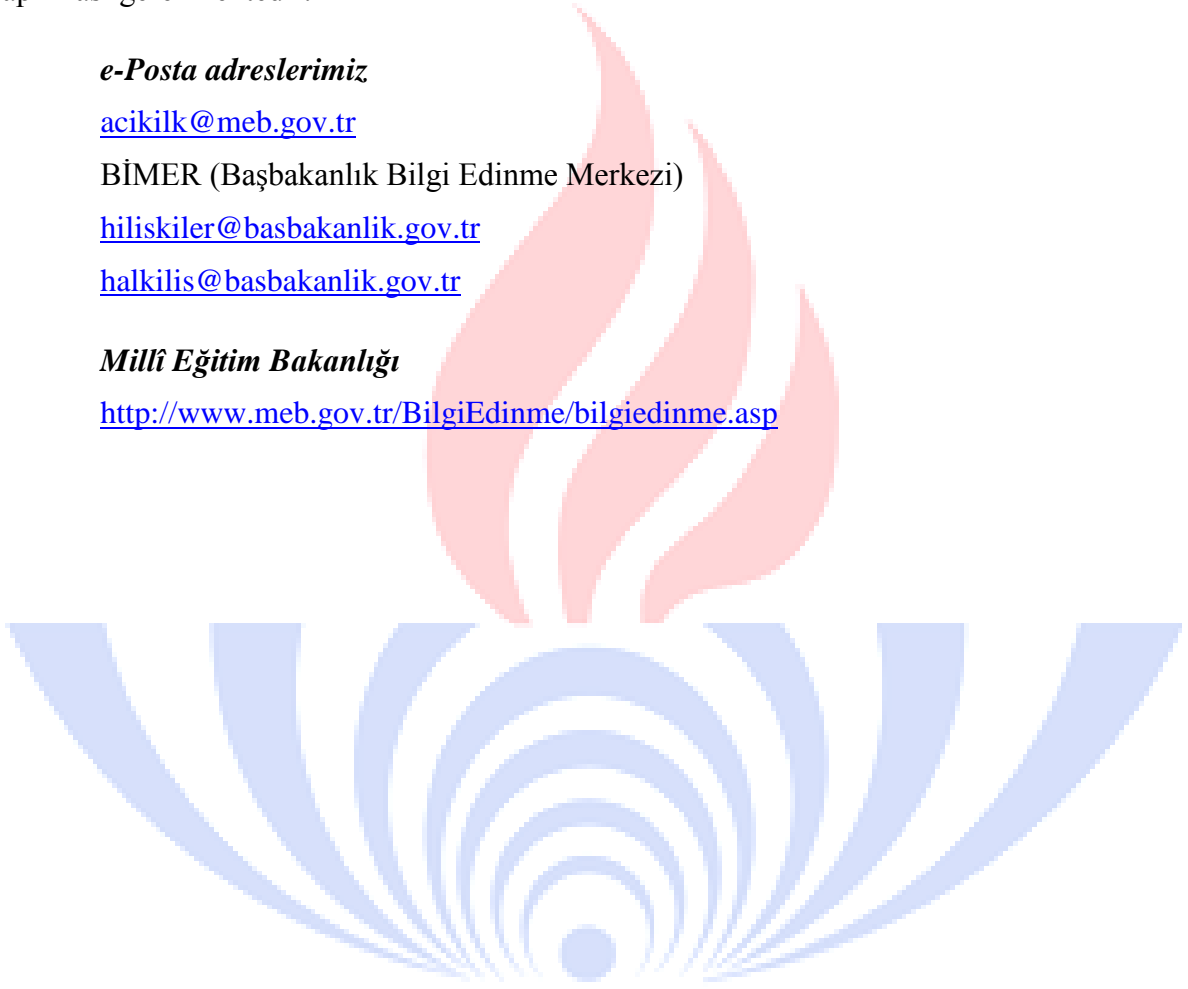 e-Posta adreslerimiz
acikilk@meb.gov.tr
BİMER (Başbakanlık Bilgi Edinme Merkezi)
hiliskiler@basbakanlik.gov.tr
halkilis@basbakanlik.gov.tr
Millî Eğitim Bakanlığı
http://www.meb.gov.tr/BilgiEdinme/bilgiedinme.asp